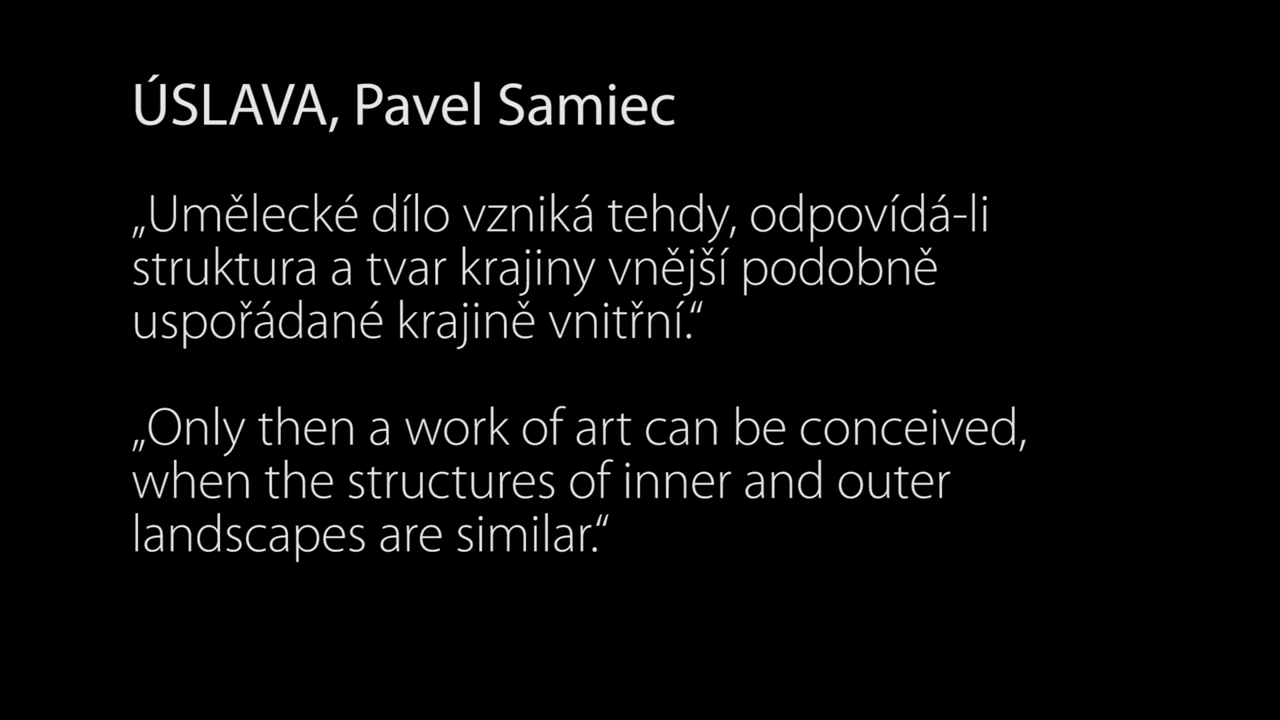 ÚSLAVA, Pavel Samiec
„Umělecké dílo vzniká tehdy, odpovídá-li
struktura a tvar krajiny vnější podobně
uspořádané krajině vnitřní.“
„Only then a work of art can be conceived,
when the structures of inner and outer
landscapes are similar.“